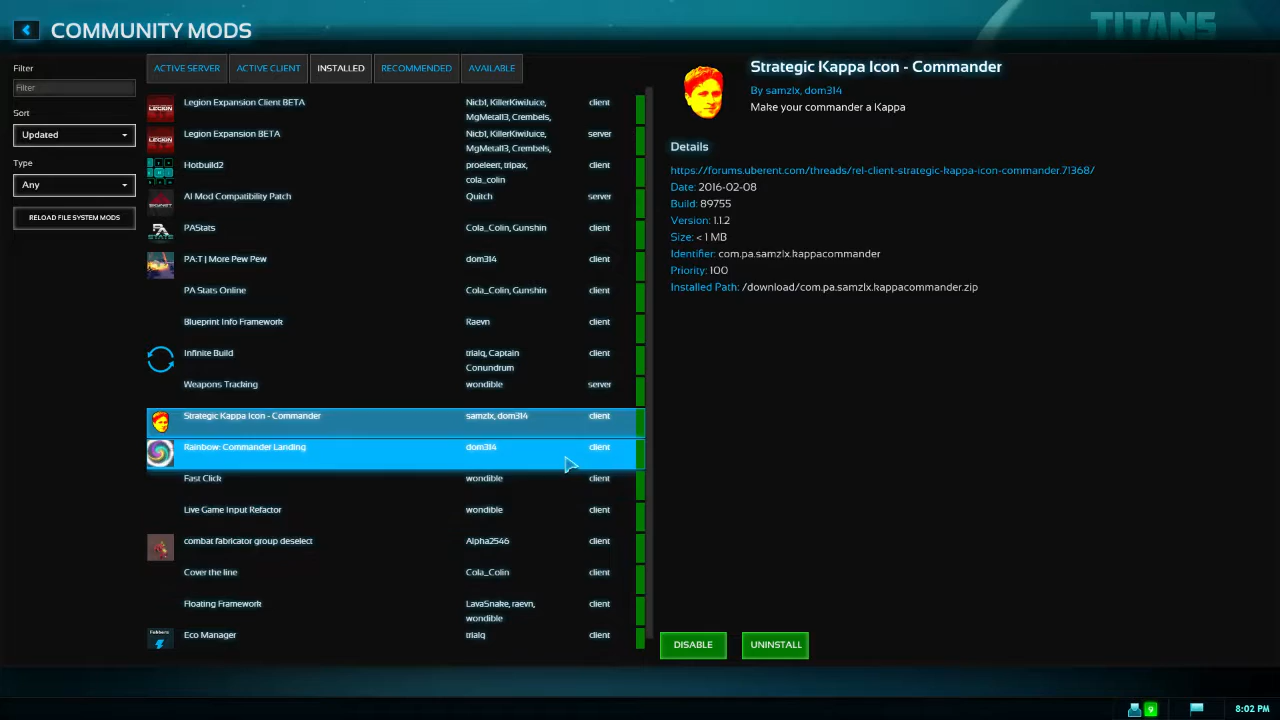 COMMUNITY MODS
TITANS
Filter
Filter
Sort
Updated
Type
Any
RELOAD FILE SYSTEM MODS
ACTIVE SERVER ACTIVE CLIENT INSTALLED RECOMMENDED AVAILABLE
Legion Expansion Client BETA Nicb1, KillerKiwiJuice, client
MgMetal13, Crembels,
Legion Expansion BETA Nicb1, KillerKiwiJuice, server
MgMetal13, Crembels,
Hotbuild2 proeleert, tripax, client
cola_colin
AI Mod Compatibility Patch Quitch server
PAStats Cola_Colin, Gunshin client
PA:T | More Pew Pew dom314 client
PA Stats Online Cola_Colin, Gunshin client
Blueprint Info Framework Raevn client
Infinite Build trialq, Captain client
Conundrum
Weapons Tracking wondible server
Strategic Kappa Icon - Commander samzlx, dom314 client
Rainbow: Commander Landing dom314 client
Fast Click wondible client
Live Game Input Refactor wondible client
combat fabricator group deselect Alpha2546 client
Cover the line Cola_Colin client
Floating Framework LavaSnake, raevn, client
wondible
Fabbers
Eco Manager trialq client
Strategic Kappa Icon - Commander
By samzlx, dom314
Make your commander a Kappa
Details
https://forums.uberent.com/threads/rel-client-strategic-kappa-icon-commander.71368/
Date: 2016-02-08
Build: 89755
Version: 1.1.2
Size: < 1 MB
Identifier: com.pa.samzlx.kappacommander
Priority: 100
Installed Path: /download/com.pa.samzlx.kappacommander.zip
DISABLE UNINSTALL
9 8:02 PM